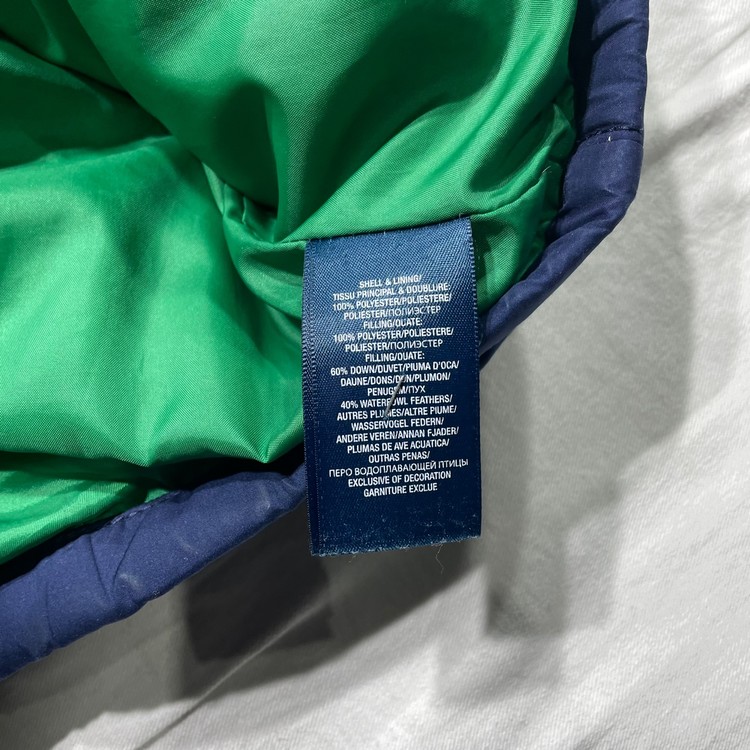 SHELL & LINING/
TISSU PRINCIPAL & DOUBLURE:
100% POLYESTER/POLIESTERE/
POLIESTER/ПОЛИЭСТЕР
FILLING/OUATE:
100% POLYESTER/POLIESTERE/
POLIESTER/ПОЛИЭСТЕР
FILLING/OUATE:
60% DOWN/DUVET/PIUMA D'OCA/
DAUNE/DONS/DUN/PLUMON/
PENUGEM/ПУХ
40% WATERFOWL FEATHERS/
AUTRES PLUMES/ALTRE PIUME/
WASSERVOGEL FEDERN/
ANDERE VEREN/ANNAN FJADER/
PLUMAS DE AVE ACUATICA/
OUTRAS PENAS/
ПЕРО ВОДОПЛАВАЮЩЕЙ ПТИЦЫ
EXCLUSIVE OF DECORATION
GARNITURE EXCLUE